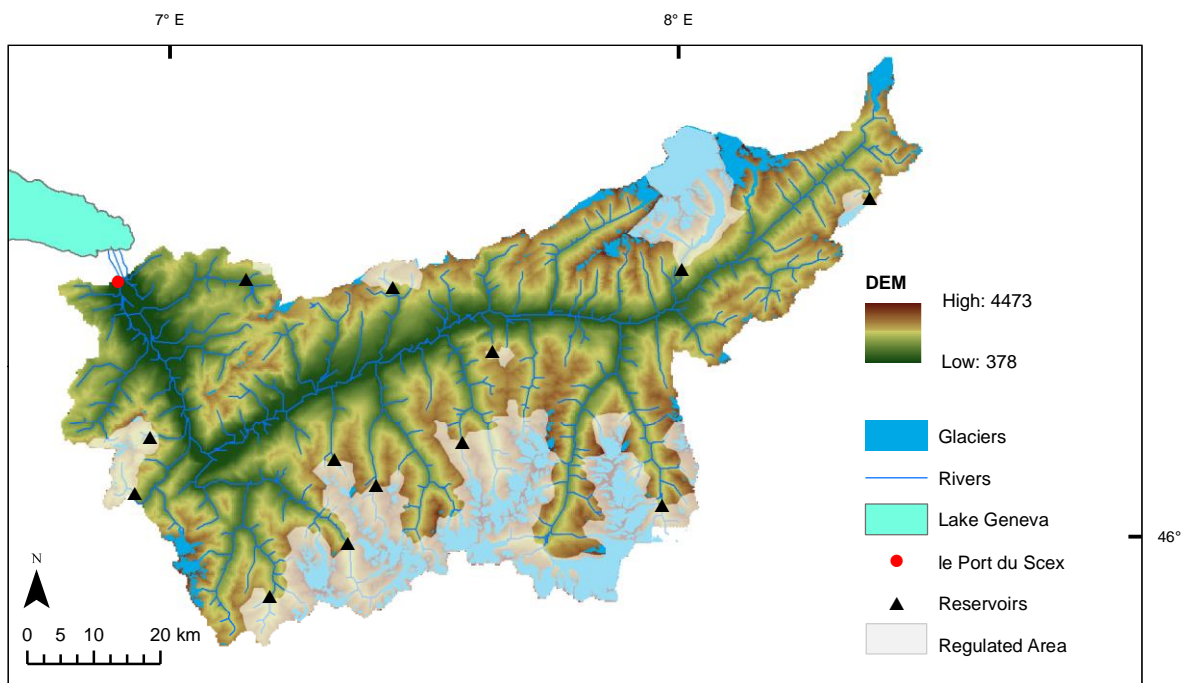 7° E
8° E
DEM
High: 4473
Low: 378
Glaciers
Rivers
Lake Geneva
46°
le Port du Scex
N
Reservoirs
0 5 10 20 km
Regulated Area